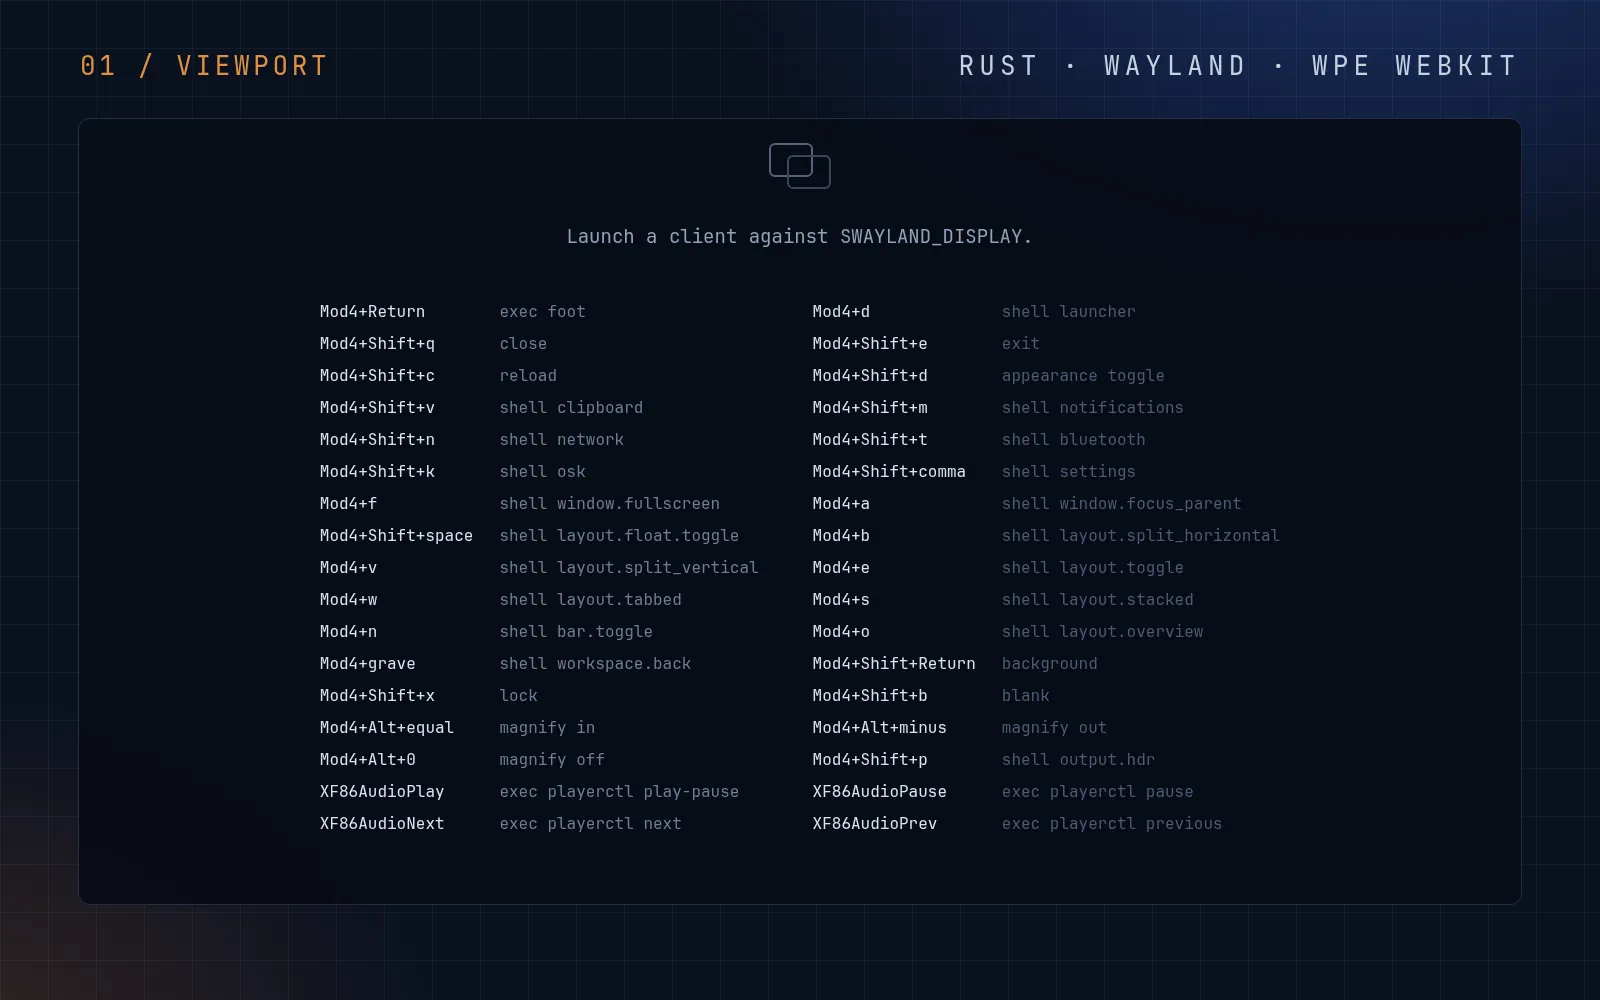 01 / VIEWPORT
RUST · WAYLAND · WPE WEBKIT
Launch a client against SWAYLAND_DISPLAY.
Mod4+Return exec foot Mod4+d shell launcher
Mod4+Shift+q close Mod4+Shift+e exit
Mod4+Shift+c reload Mod4+Shift+d appearance toggle
Mod4+Shift+v shell clipboard Mod4+Shift+m shell notifications
Mod4+Shift+n shell network Mod4+Shift+t shell bluetooth
Mod4+Shift+k shell osk Mod4+Shift+comma shell settings
Mod4+f shell window.fullscreen Mod4+a shell window.focus_parent
Mod4+Shift+space shell layout.float.toggle Mod4+b shell layout.split_horizontal
Mod4+v shell layout.split_vertical Mod4+e shell layout.toggle
Mod4+w shell layout.tabbed Mod4+s shell layout.stacked
Mod4+n shell bar.toggle Mod4+o shell layout.overview
Mod4+grave shell workspace.back Mod4+Shift+Return background
Mod4+Shift+x lock Mod4+Shift+b blank
Mod4+Alt+equal magnify in Mod4+Alt+minus magnify out
Mod4+Alt+0 magnify off Mod4+Shift+p shell output.hdr
XF86AudioPlay exec playerctl play-pause XF86AudioPause exec playerctl pause
XF86AudioNext exec playerctl next XF86AudioPrev exec playerctl previous